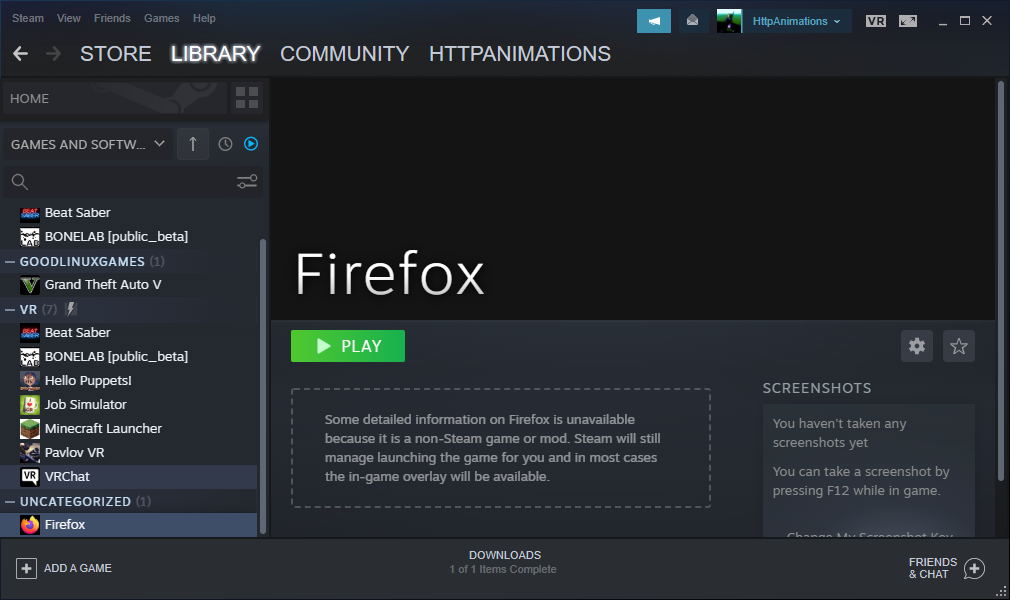 Steam View Friends Games Help
HttpAnimations
VR
STORE LIBRARY COMMUNITY HTTPANIMATIONS
HOME
GAMES AND SOFTW...
Beat Saber
BONELAB [public_beta]
GOODLINUXGAMES (1)
Grand Theft Auto V
VR (7)
Beat Saber
BONELAB [public_beta]
Hello Puppets!
Job Simulator
Minecraft Launcher
Pavlov VR
VR
VRChat
UNCATEGORIZED (1)
Firefox
Firefox
PLAY
Some detailed information on Firefox is unavailable
because it is a non-Steam game or mod. Steam will still
manage launching the game for you and in most cases
the in-game overlay will be available.
SCREENSHOTS
You haven't taken any
screenshots yet
You can take a screenshot by
pressing F12 while in game.
Change My Screenshot Key
ADD A GAME
DOWNLOADS
1 of 1 Items Complete
FRIENDS
& CHAT